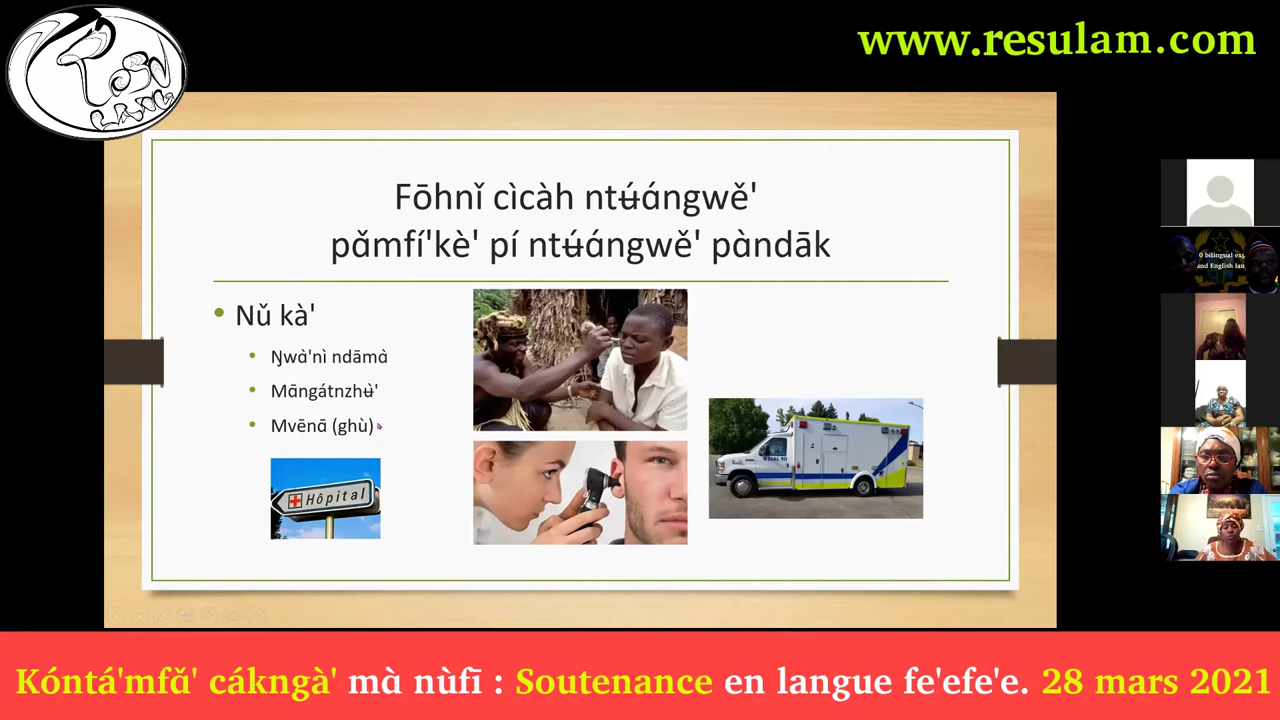 www.resulam.com
Fōhnǐ cìcàh ntʉ́ángwě'
pǎmfí'kè' pí ntʉ́ángwě' pàndāk
Nǔ kà'
Ŋwà'nì ndāmà
Māngátnzhʉ̀'
Mvēnā (ghù)
Hôpital
Kóntá'mfǎ' cákngà' mà nùfī : Soutenance en langue fe'efe'e. 28 mars 2021